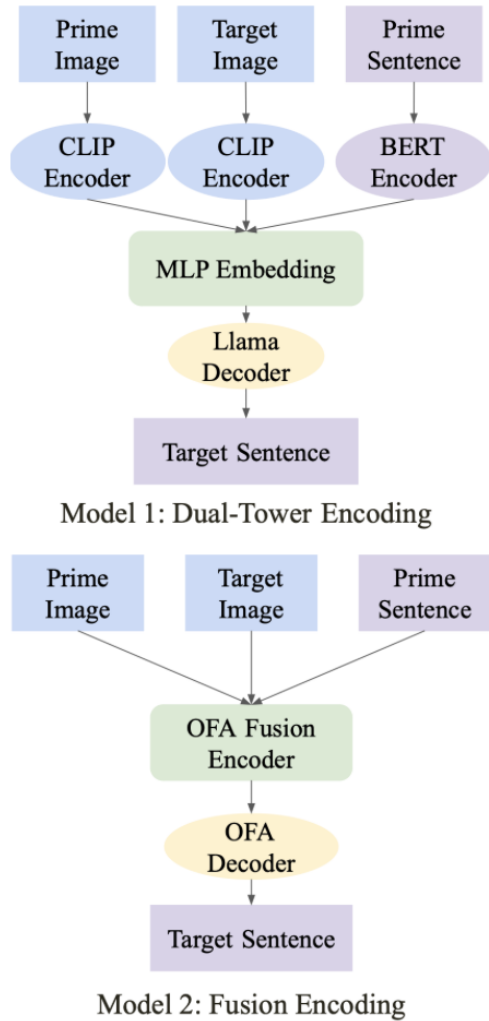 Prime Target Prime
Image Image Sentence
CLIP CLIP BERT
Encoder Encoder Encoder
MLP Embedding
Llama
Decoder
Target Sentence
Model 1: Dual-Tower Encoding
Prime Target Prime
Image Image Sentence
OFA Fusion
Encoder
OFA
Decoder
Target Sentence
Model 2: Fusion Encoding